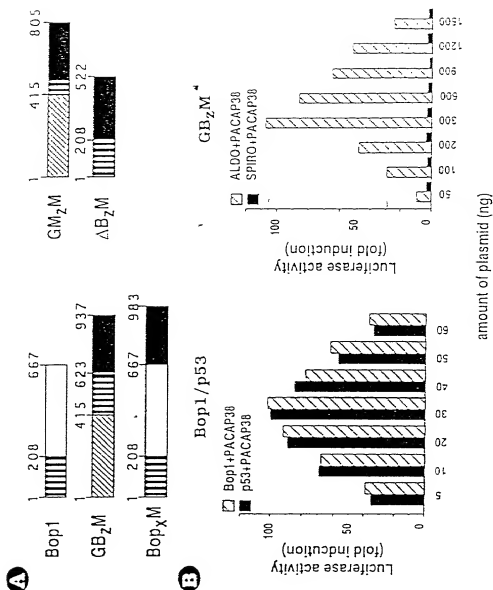 A
1 208 667
Bop1
1 415 623 937
GBzM
1 208 667 983
BopxM
1 415 805
GMzM
1 208 522
ΔBzM
B
Bop1/p53
Bop1+PACAP38
p53+PACAP38
Luciferase activity
(fold indcution)
100
50
0
5 10 20 30 40 50 60
GBzM
ALDO+PACAP38
SPIRO+PACAP38
Luciferase activity
(fold induction)
100
50
0
50 100 200 300 500 900 1200 1500
amount of plasmid (ng)